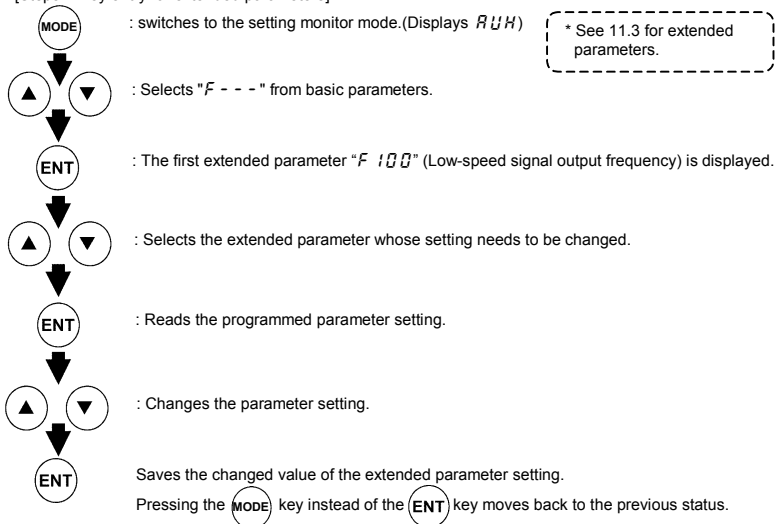 MODE : switches to the setting monitor mode.(Displays AUH)
* See 11.3 for extended
parameters.
▲ ▼ : Selects "F - - -" from basic parameters.
ENT : The first extended parameter “F 100” (Low-speed signal output frequency) is displayed.
▲ ▼ : Selects the extended parameter whose setting needs to be changed.
ENT : Reads the programmed parameter setting.
▲ ▼ : Changes the parameter setting.
ENT Saves the changed value of the extended parameter setting.
Pressing the MODE key instead of the ENT key moves back to the previous status.